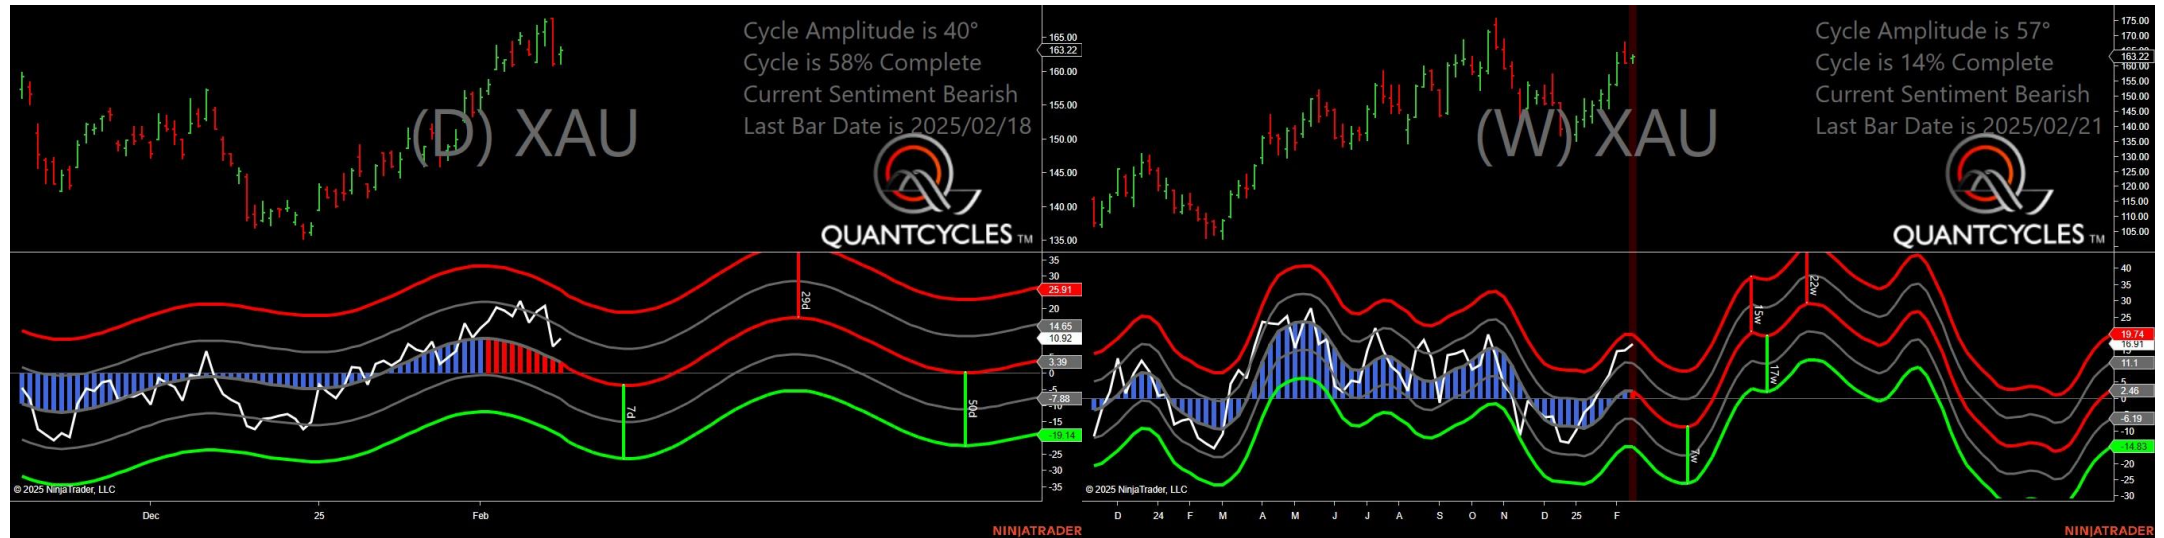 Cycle Amplitude is 40°
Cycle is 58% Complete
Current Sentiment Bearish
Last Bar Date is 2025/02/18
(D) XAU
QUANTCYCLES TM
165.00
163.22
160.00
155.00
150.00
145.00
140.00
135.00
35
30
25.91
20
14.65
10.92
3.39
0
-5
-7.88
-10
-15
-19.14
-25
-30
-35
29d
7d
50d
© 2025 NinjaTrader, LLC
Dec 25 Feb
NINJATRADER
Cycle Amplitude is 57°
Cycle is 14% Complete
Current Sentiment Bearish
Last Bar Date is 2025/02/21
(W) XAU
QUANTCYCLES TM
175.00
170.00
163.22
160.00
155.00
150.00
145.00
140.00
135.00
130.00
125.00
120.00
115.00
110.00
105.00
40
35
30
25
19.74
16.91
11.1
5
2.46
0
-6.19
-10
-14.83
-20
-25
-30
15w
22w
17w
7w
© 2025 NinjaTrader, LLC
D 24 F M A M J J A S O N D 25 F
NINJATRADER